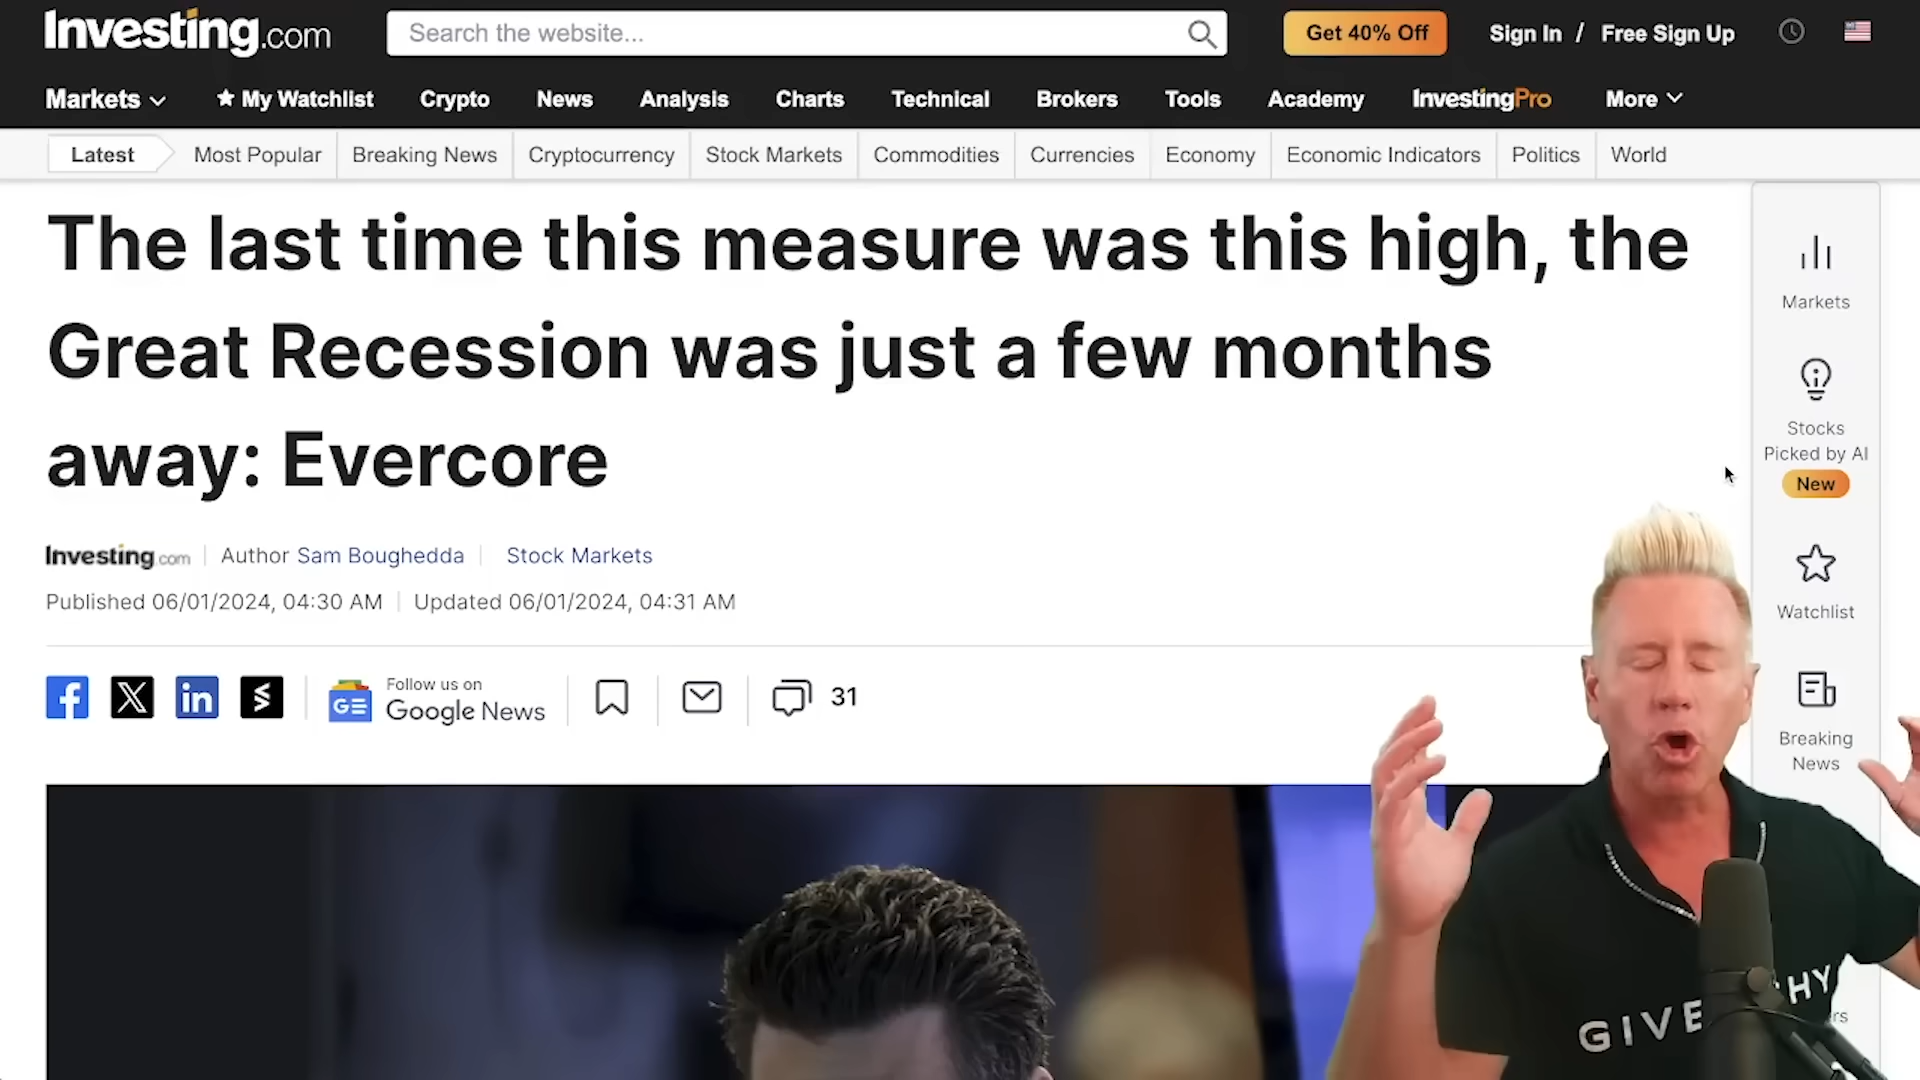 Investing.com
Search the website...
Get 40% Off
Sign In / Free Sign Up
Markets
★ My Watchlist
Crypto
News
Analysis
Charts
Technical
Brokers
Tools
Academy
InvestingPro
More
Latest
Most Popular
Breaking News
Cryptocurrency
Stock Markets
Commodities
Currencies
Economy
Economic Indicators
Politics
World
The last time this measure was this high, the
Great Recession was just a few months
away: Evercore
Investing.com
Author Sam Boughedda
Stock Markets
Published 06/01/2024, 04:30 AM
Updated 06/01/2024, 04:31 AM
f
X
in
GE
Follow us on
Google News
31
Markets
Stocks
Picked by AI
New
Watchlist
Breaking
News